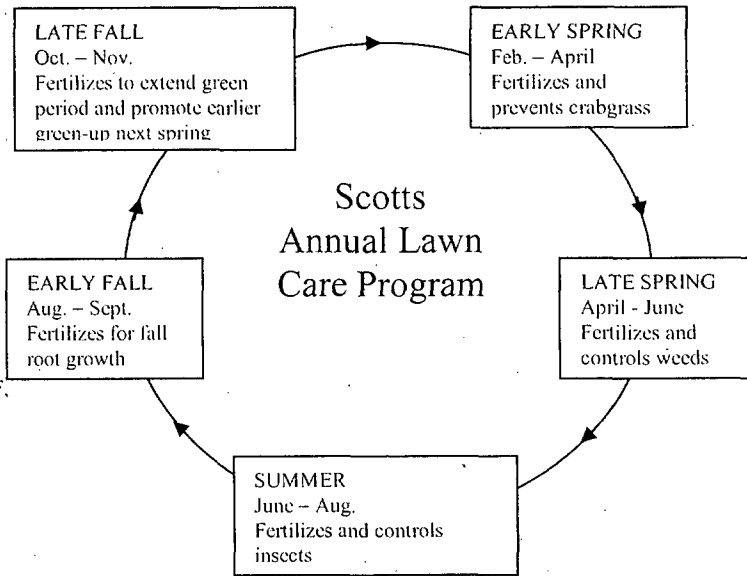 LATE FALL
Oct. – Nov.
Fertilizes to extend green
period and promote earlier
green-up next spring
EARLY SPRING
Feb. – April
Fertilizes and
prevents crabgrass
Scotts
Annual Lawn
Care Program
EARLY FALL
Aug. – Sept.
Fertilizes for fall
root growth
LATE SPRING
April - June
Fertilizes and
controls weeds
SUMMER
June – Aug.
Fertilizes and controls
insects